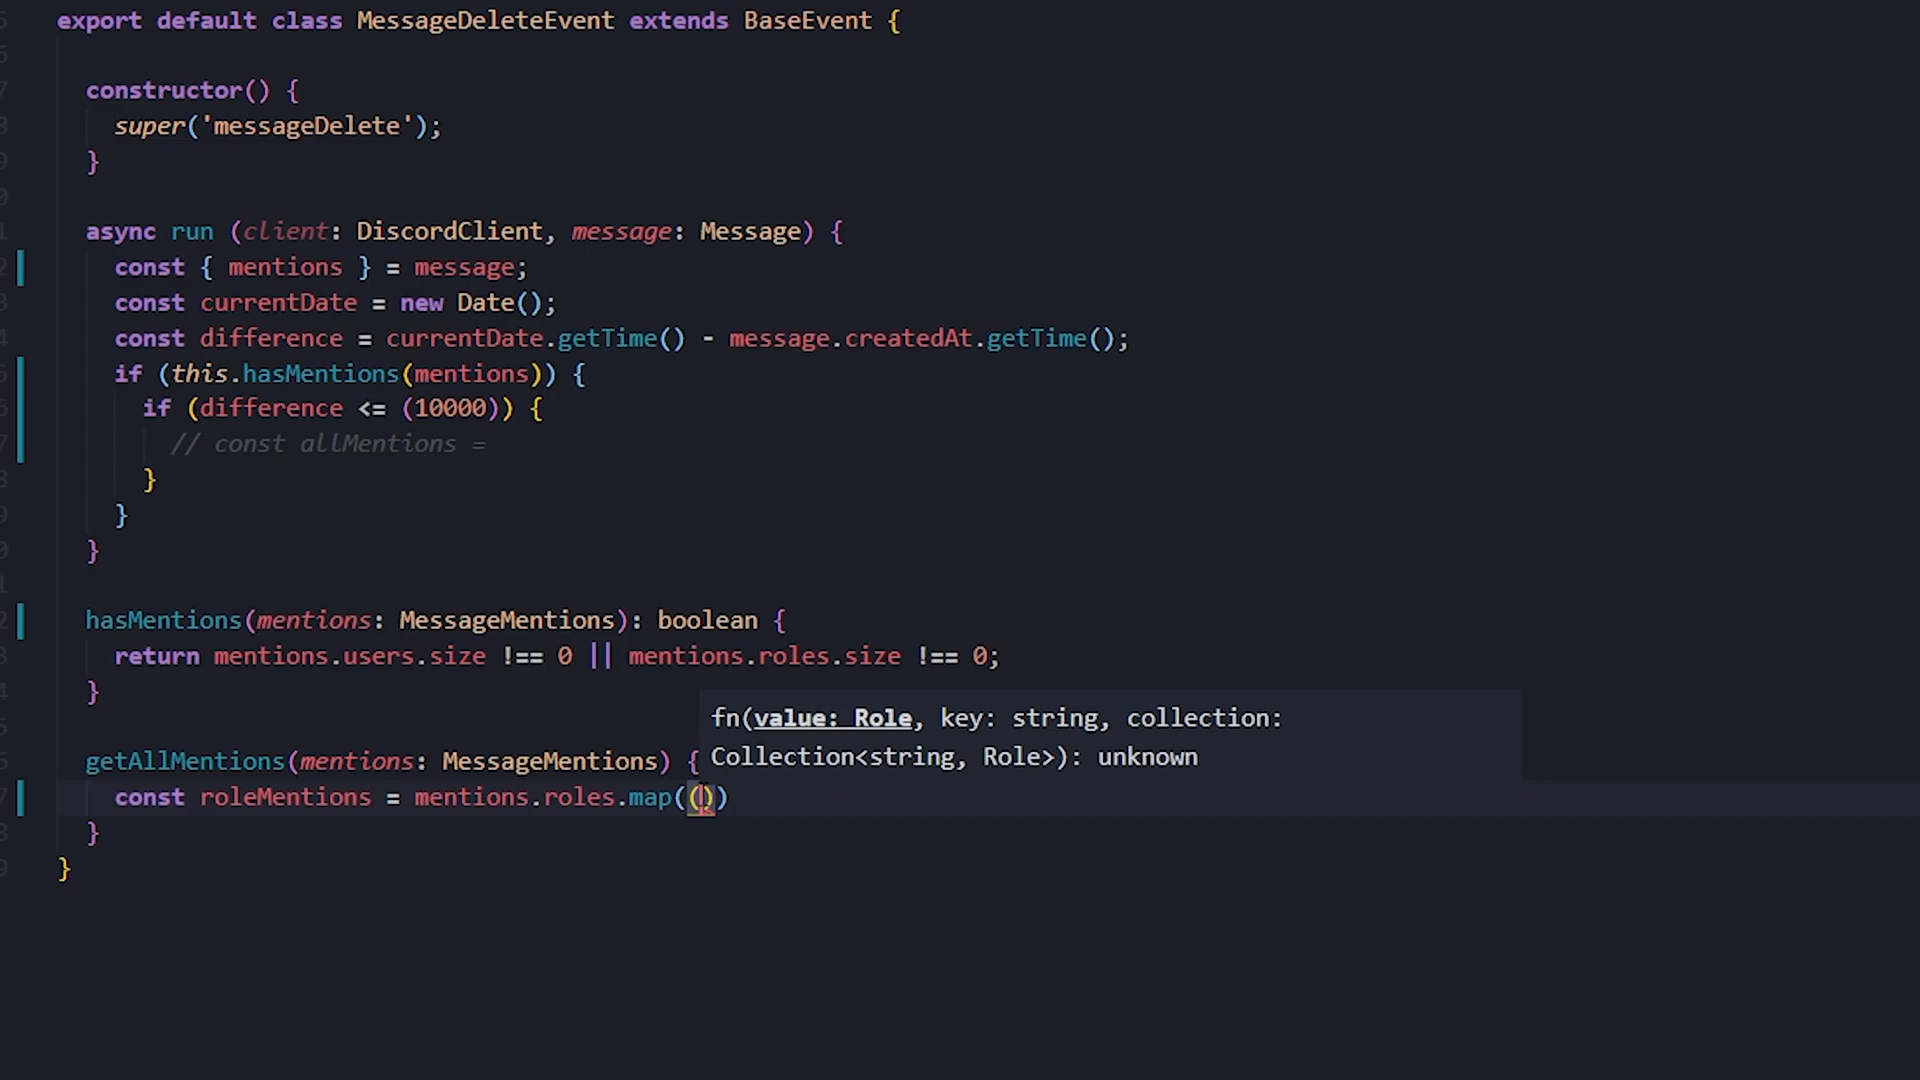 export default class MessageDeleteEvent extends BaseEvent {
constructor() {
super('messageDelete');
}
async run (client: DiscordClient, message: Message) {
const { mentions } = message;
const currentDate = new Date();
const difference = currentDate.getTime() - message.createdAt.getTime();
if (this.hasMentions(mentions)) {
if (difference <= (10000)) {
// const allMentions =
}
}
}
hasMentions(mentions: MessageMentions): boolean {
return mentions.users.size !== 0 || mentions.roles.size !== 0;
}
fn(value: Role, key: string, collection:
Collection<string, Role>): unknown
getAllMentions(mentions: MessageMentions) {
const roleMentions = mentions.roles.map(())
}
}